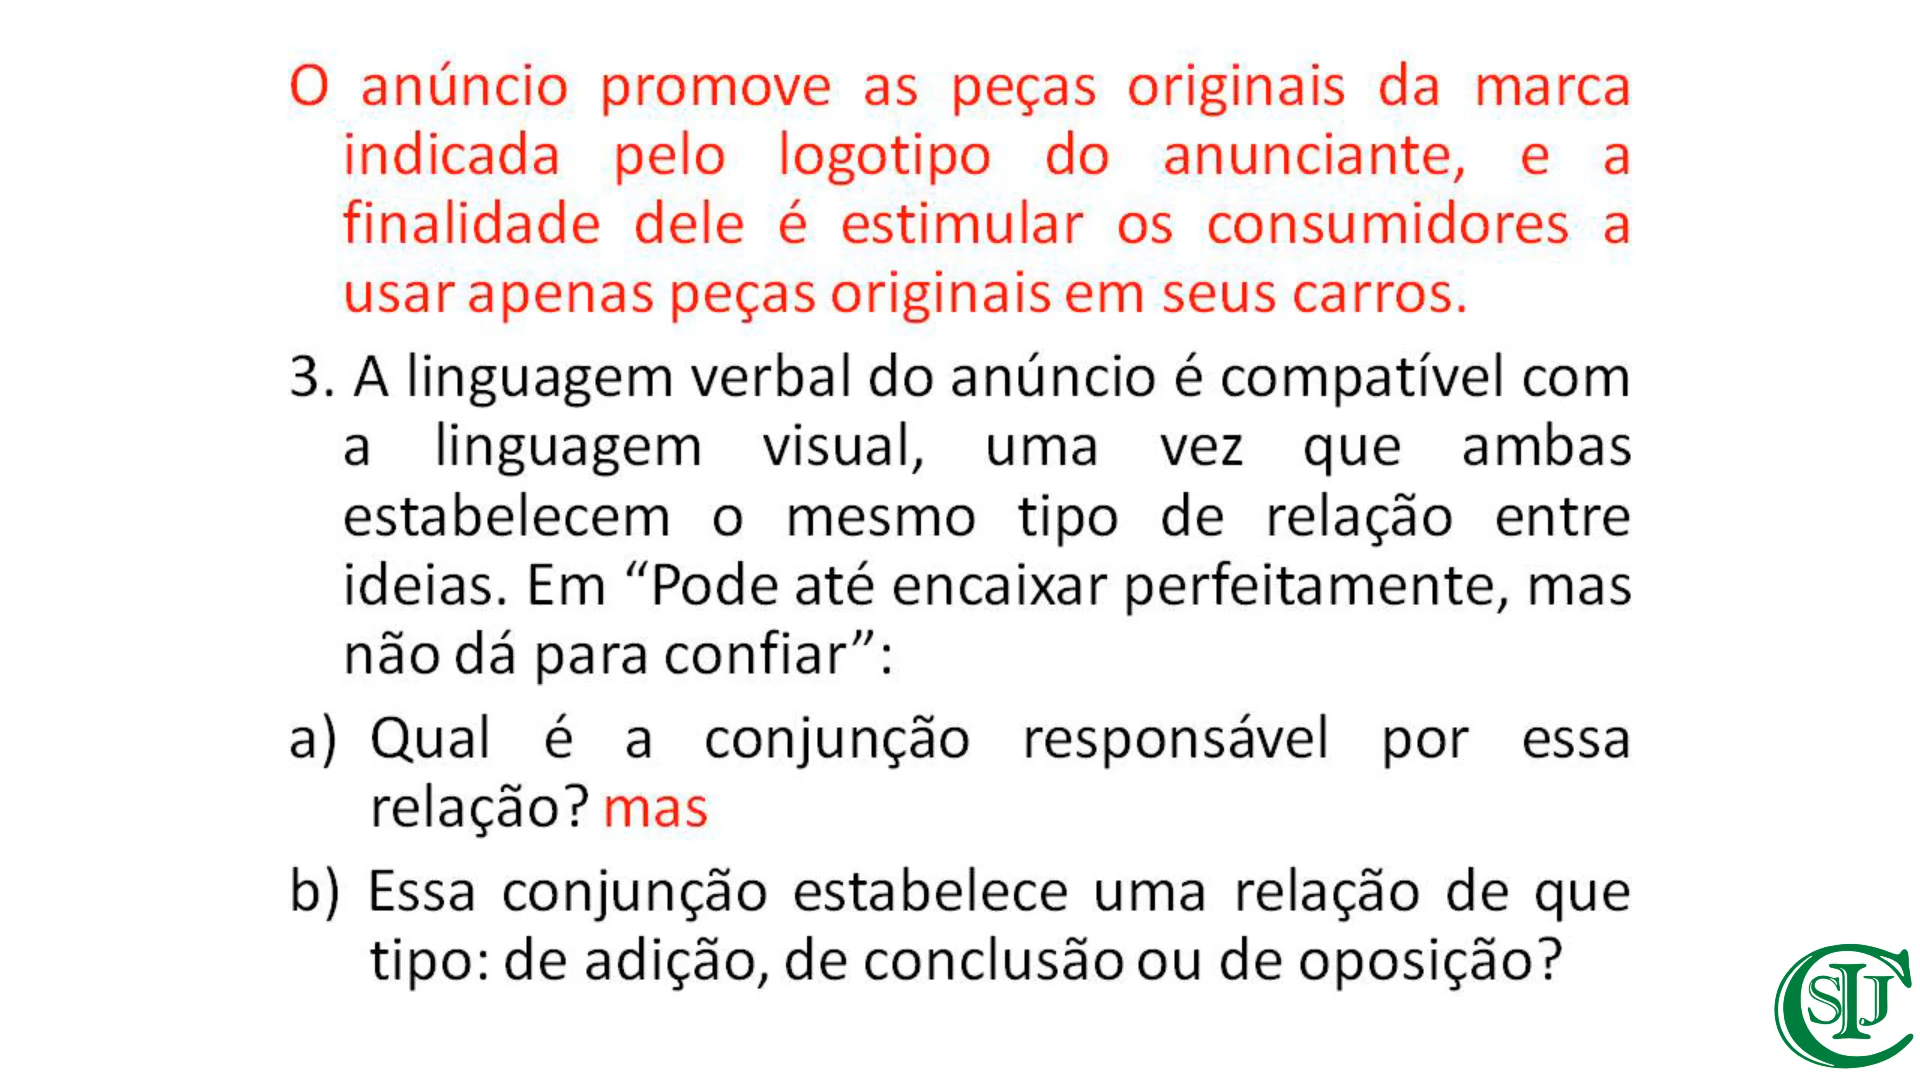 O anúncio promove as peças originais da marca
indicada pelo logotipo do anunciante, e a
finalidade dele é estimular os consumidores a
usar apenas peças originais em seus carros.
3. A linguagem verbal do anúncio é compatível com
a linguagem visual, uma vez que ambas
estabelecem o mesmo tipo de relação entre
ideias. Em “Pode até encaixar perfeitamente, mas
não dá para confiar”:
a) Qual é a conjunção responsável por essa
relação? mas
b) Essa conjunção estabelece uma relação de que
tipo: de adição, de conclusão ou de oposição?
CSIJ